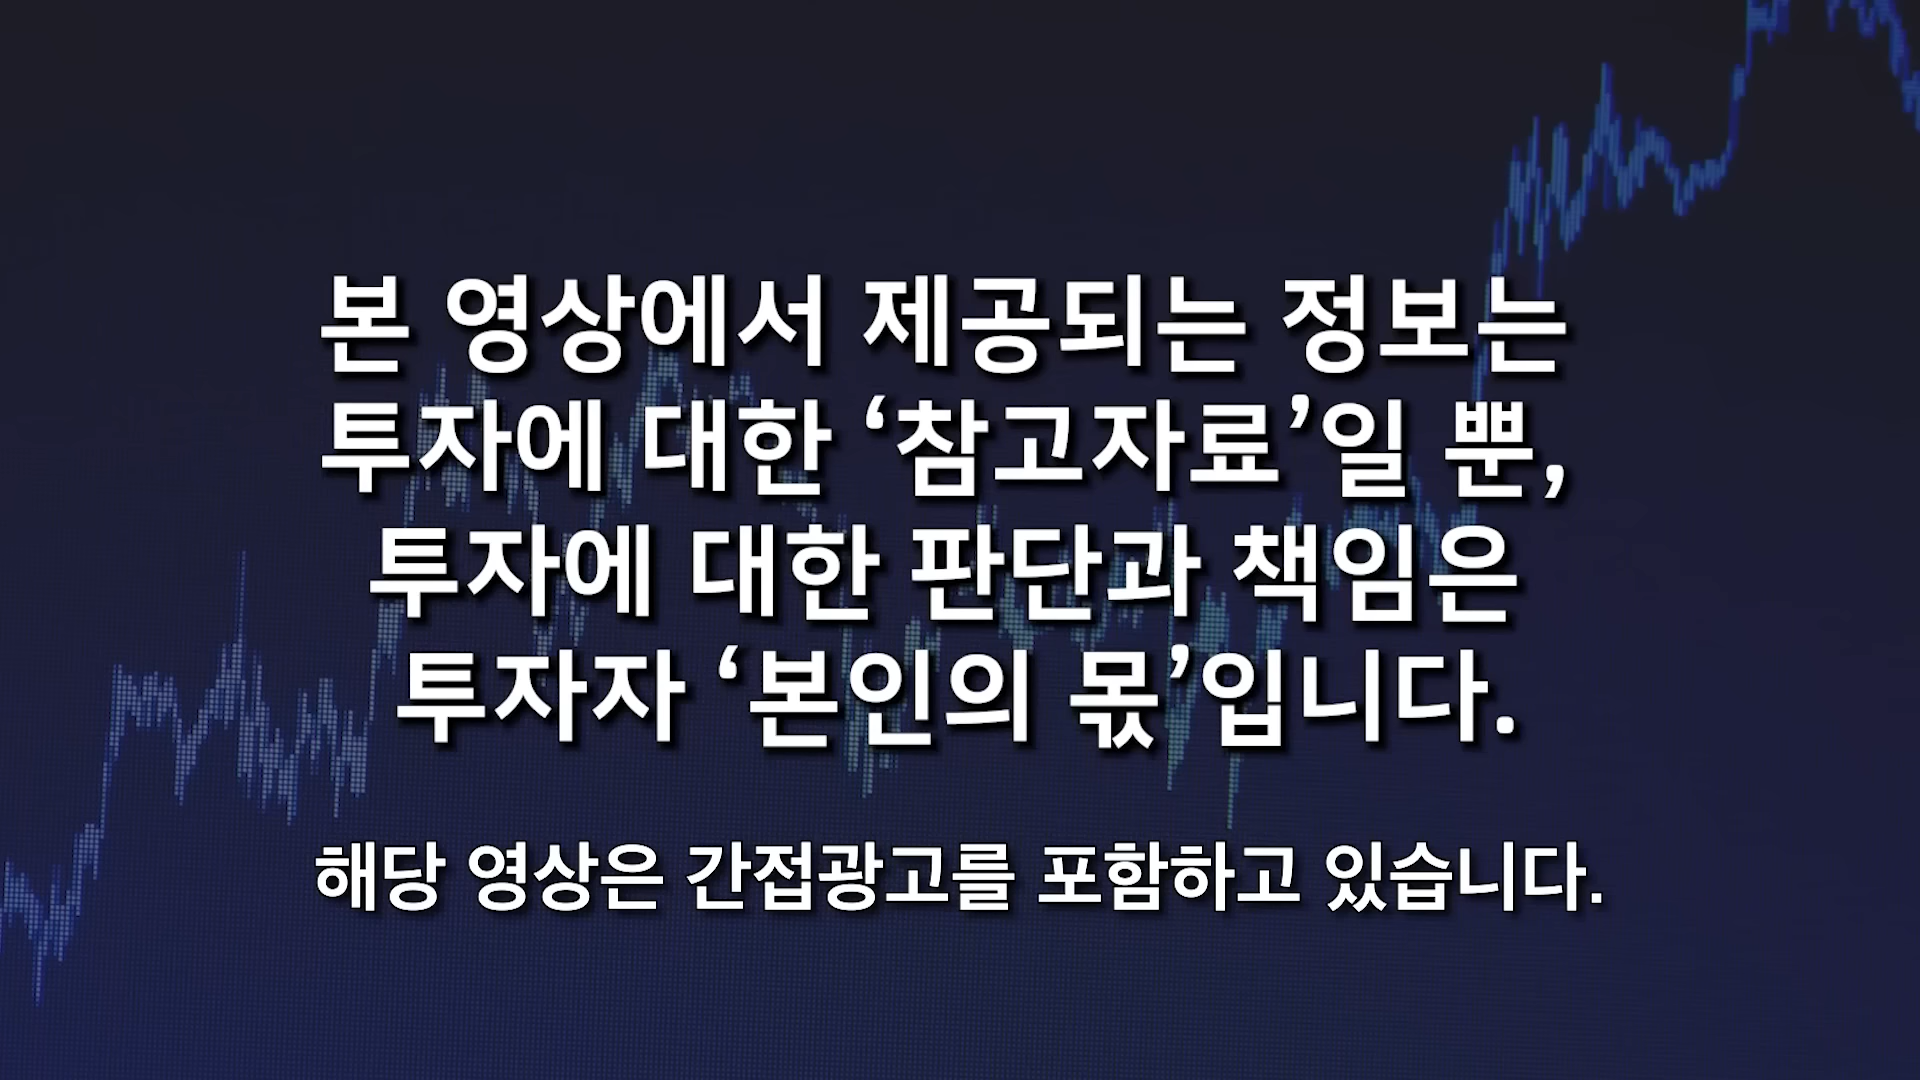 본 영상에서 제공되는 정보는
투자에 대한 ‘참고자료’일 뿐,
투자에 대한 판단과 책임은
투자자 ‘본인의 몫’입니다.
해당 영상은 간접광고를 포함하고 있습니다.